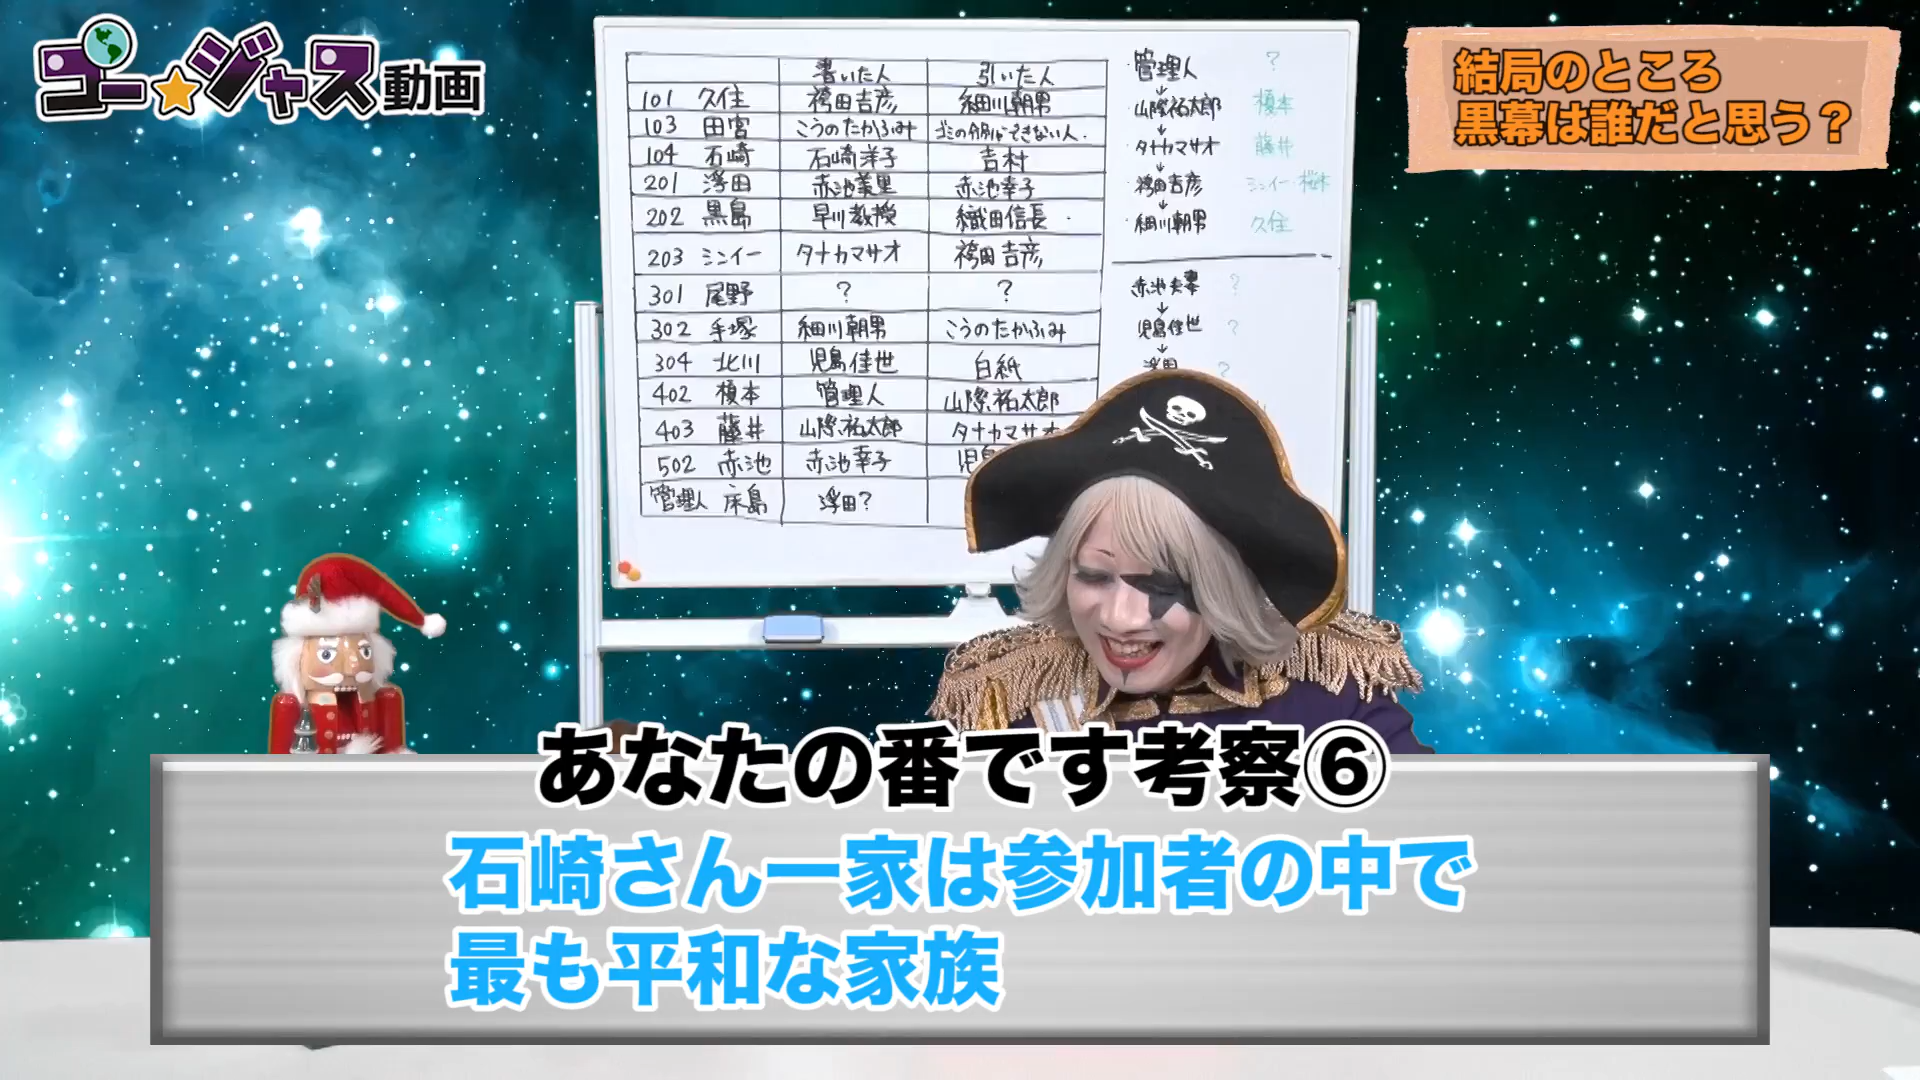 ゴー☆ジャス動画
結局のところ
黒幕は誰だと思う？
書いた人 引いた人
101 久住 袴田吉彦 細川朝男
103 田宮 こうのたかふみ ゴミの分別ができない人.
104 石崎 石崎洋子 吉村
201 浮田 赤池美里 赤池幸子
202 黒島 早川教授 織田信長
203 シンイー タナカマサオ 袴田吉彦
301 尾野 ? ?
302 手塚 細川朝男 こうのたかふみ
304 北川 児島佳世 白紙
402 榎本 管理人 山際祐太郎
403 藤井 山際祐太郎 タナカマサオ
502 赤池 赤池幸子 児島
管理人 床島 浮田?
管理人 ?
↓
山際祐太郎 榎本
↓
タナカマサオ 藤井
↓
袴田吉彦 シンイー・桜木
↓
細川朝男 久住
赤池夫妻 ?
↓
児島佳世 ?
↓
浮田 ?
あなたの番です考察⑥
石崎さん一家は参加者の中で
最も平和な家族